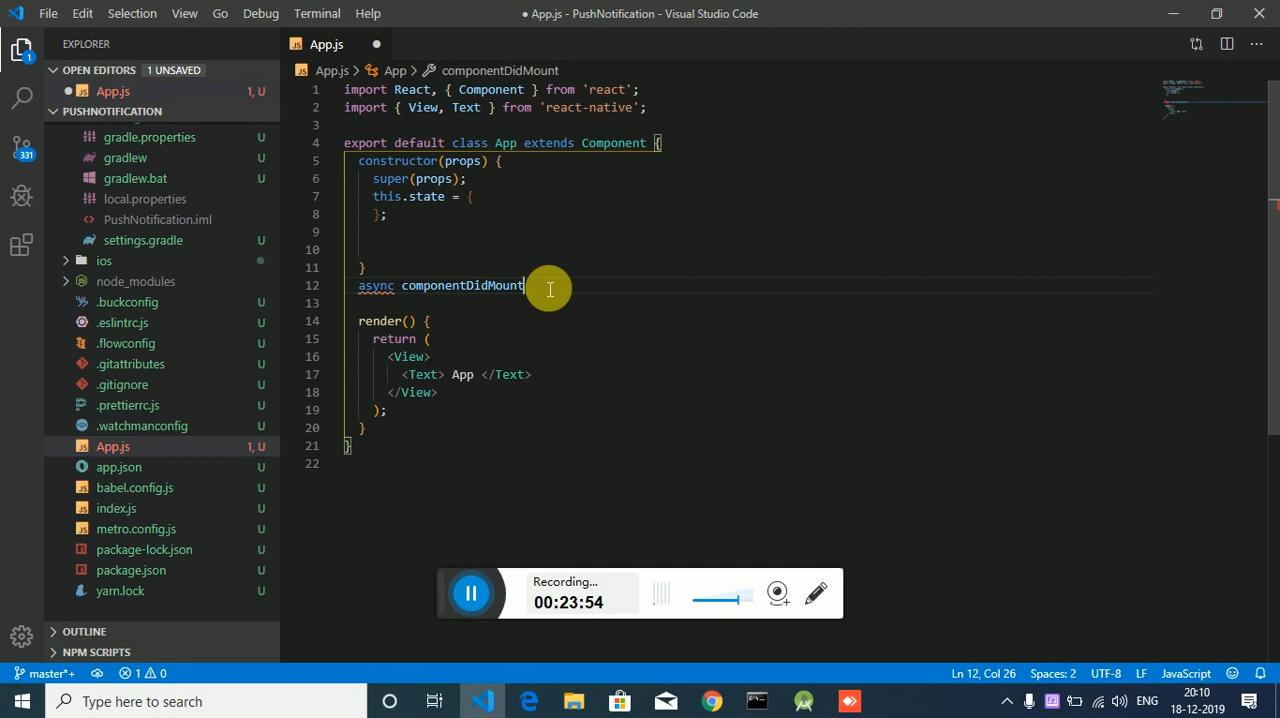 File Edit Selection View Go Debug Terminal Help
● App.js - PushNotification - Visual Studio Code
EXPLORER
OPEN EDITORS 1 UNSAVED
● JS App.js 1, U
PUSHNOTIFICATION
gradle.properties U
gradlew U
gradlew.bat U
local.properties
PushNotification.iml
settings.gradle U
ios
node_modules
.buckconfig U
.eslintrc.js U
.flowconfig U
.gitattributes U
.gitignore U
.prettierrc.js U
.watchmanconfig U
JS App.js 1, U
app.json U
babel.config.js U
JS index.js U
JS metro.config.js U
package-lock.json U
package.json U
yarn.lock U
OUTLINE
NPM SCRIPTS
1
331
JS App.js ●
JS App.js > App > componentDidMount
1 import React, { Component } from 'react';
2 import { View, Text } from 'react-native';
3
4 export default class App extends Component {
5 constructor(props) {
6 super(props);
7 this.state = {
8 };
9
10
11 }
12 async componentDidMount
13
14 render() {
15 return (
16 <View>
17 <Text> App </Text>
18 </View>
19 );
20 }
21 }
22
Recording...
00:23:54
master*+ 1 0 Ln 12, Col 26 Spaces: 2 UTF-8 LF JavaScript
Type here to search
ENG
20:10
18-12-2019